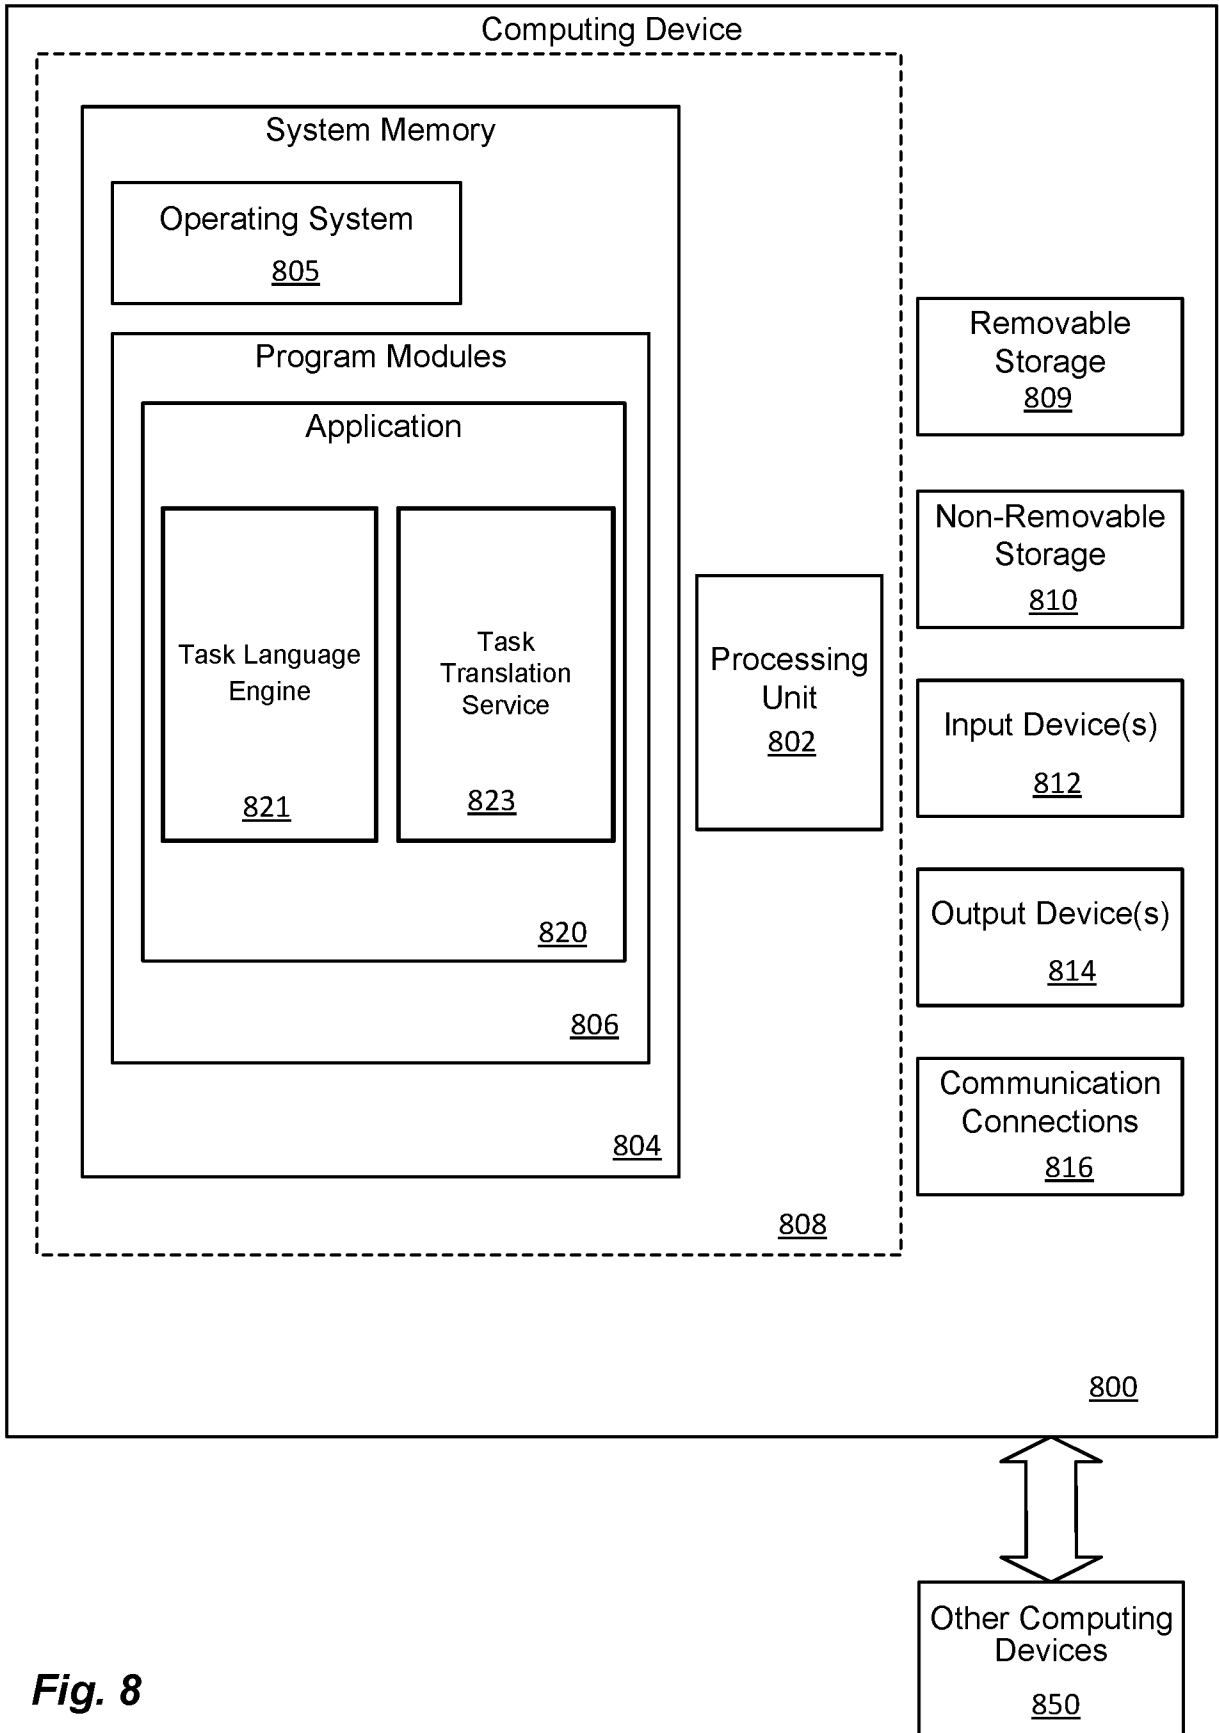 Computing Device
System Memory
Operating System
805
Program Modules
Application
Task Language
Engine
821
Task
Translation
Service
823
820
806
804
Processing
Unit
802
808
Removable
Storage
809
Non-Removable
Storage
810
Input Device(s)
812
Output Device(s)
814
Communication
Connections
816
800
Other Computing
Devices
850
Fig. 8